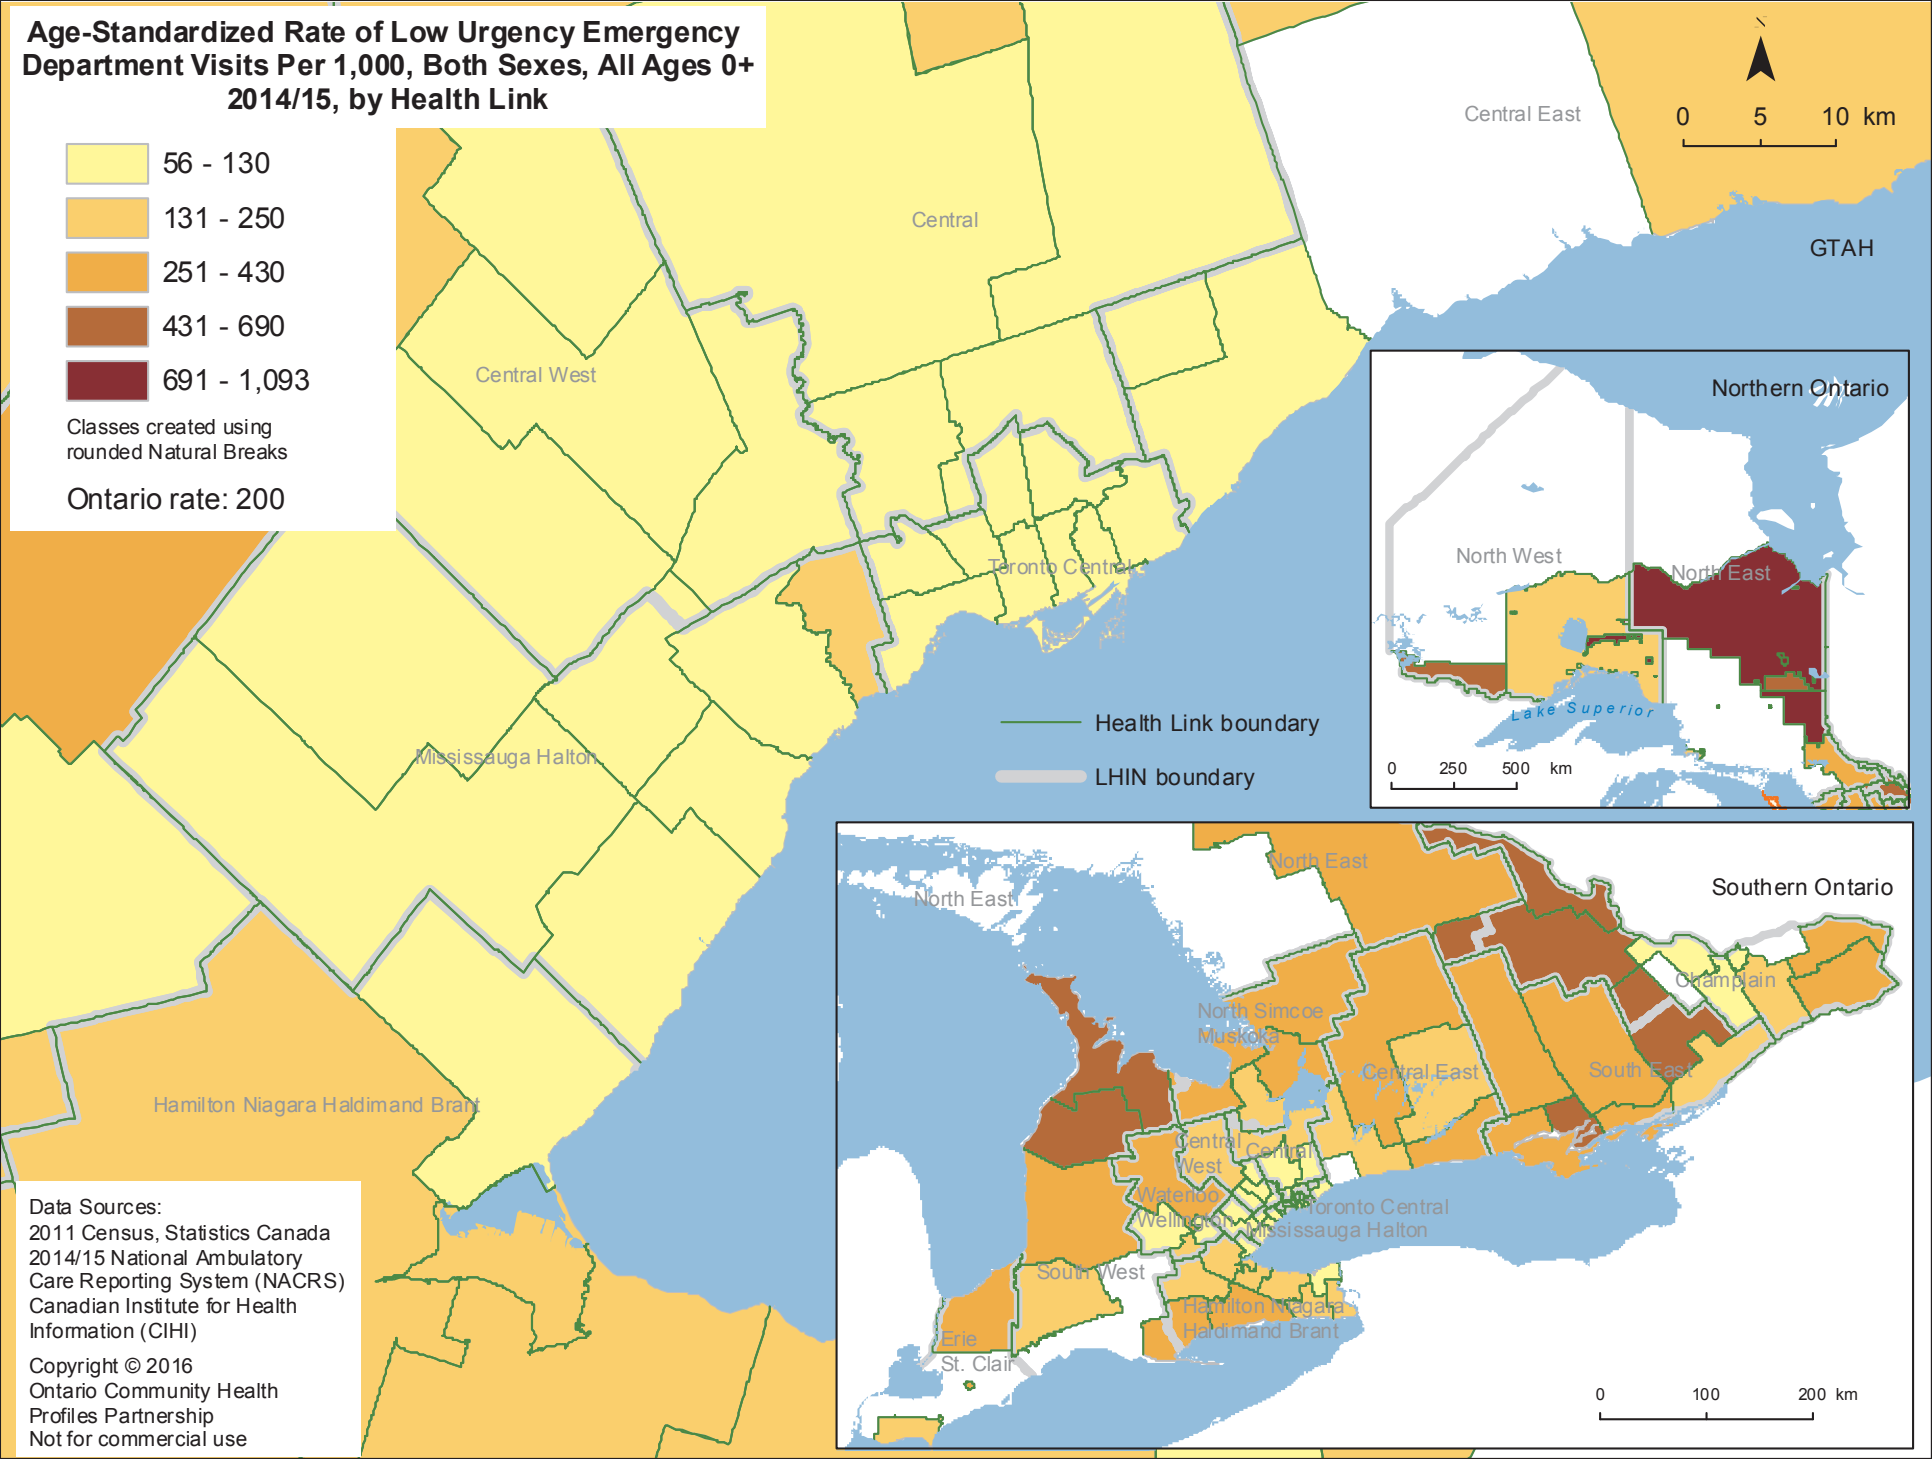 Age-Standardized Rate of Low Urgency Emergency
Department Visits Per 1,000, Both Sexes, All Ages 0+
2014/15, by Health Link
56 - 130
131 - 250
251 - 430
431 - 690
691 - 1,093
Classes created using
rounded Natural Breaks
Ontario rate: 200
N
0 5 10 km
Central East
GTAH
Central
Central West
Toronto Central
Mississauga Halton
Hamilton Niagara Haldimand Brant
Health Link boundary
LHIN boundary
Northern Ontario
North West
North East
Lake Superior
0 250 500 km
Southern Ontario
North East
North East
Champlain
North Simcoe
Muskoka
Central East
South East
Central
West
Central
Waterloo
Wellington
Toronto Central
Mississauga Halton
South West
Hamilton Niagara
Haldimand Brant
Erie
St. Clair
0 100 200 km
Data Sources:
2011 Census, Statistics Canada
2014/15 National Ambulatory
Care Reporting System (NACRS)
Canadian Institute for Health
Information (CIHI)
Copyright © 2016
Ontario Community Health
Profiles Partnership
Not for commercial use